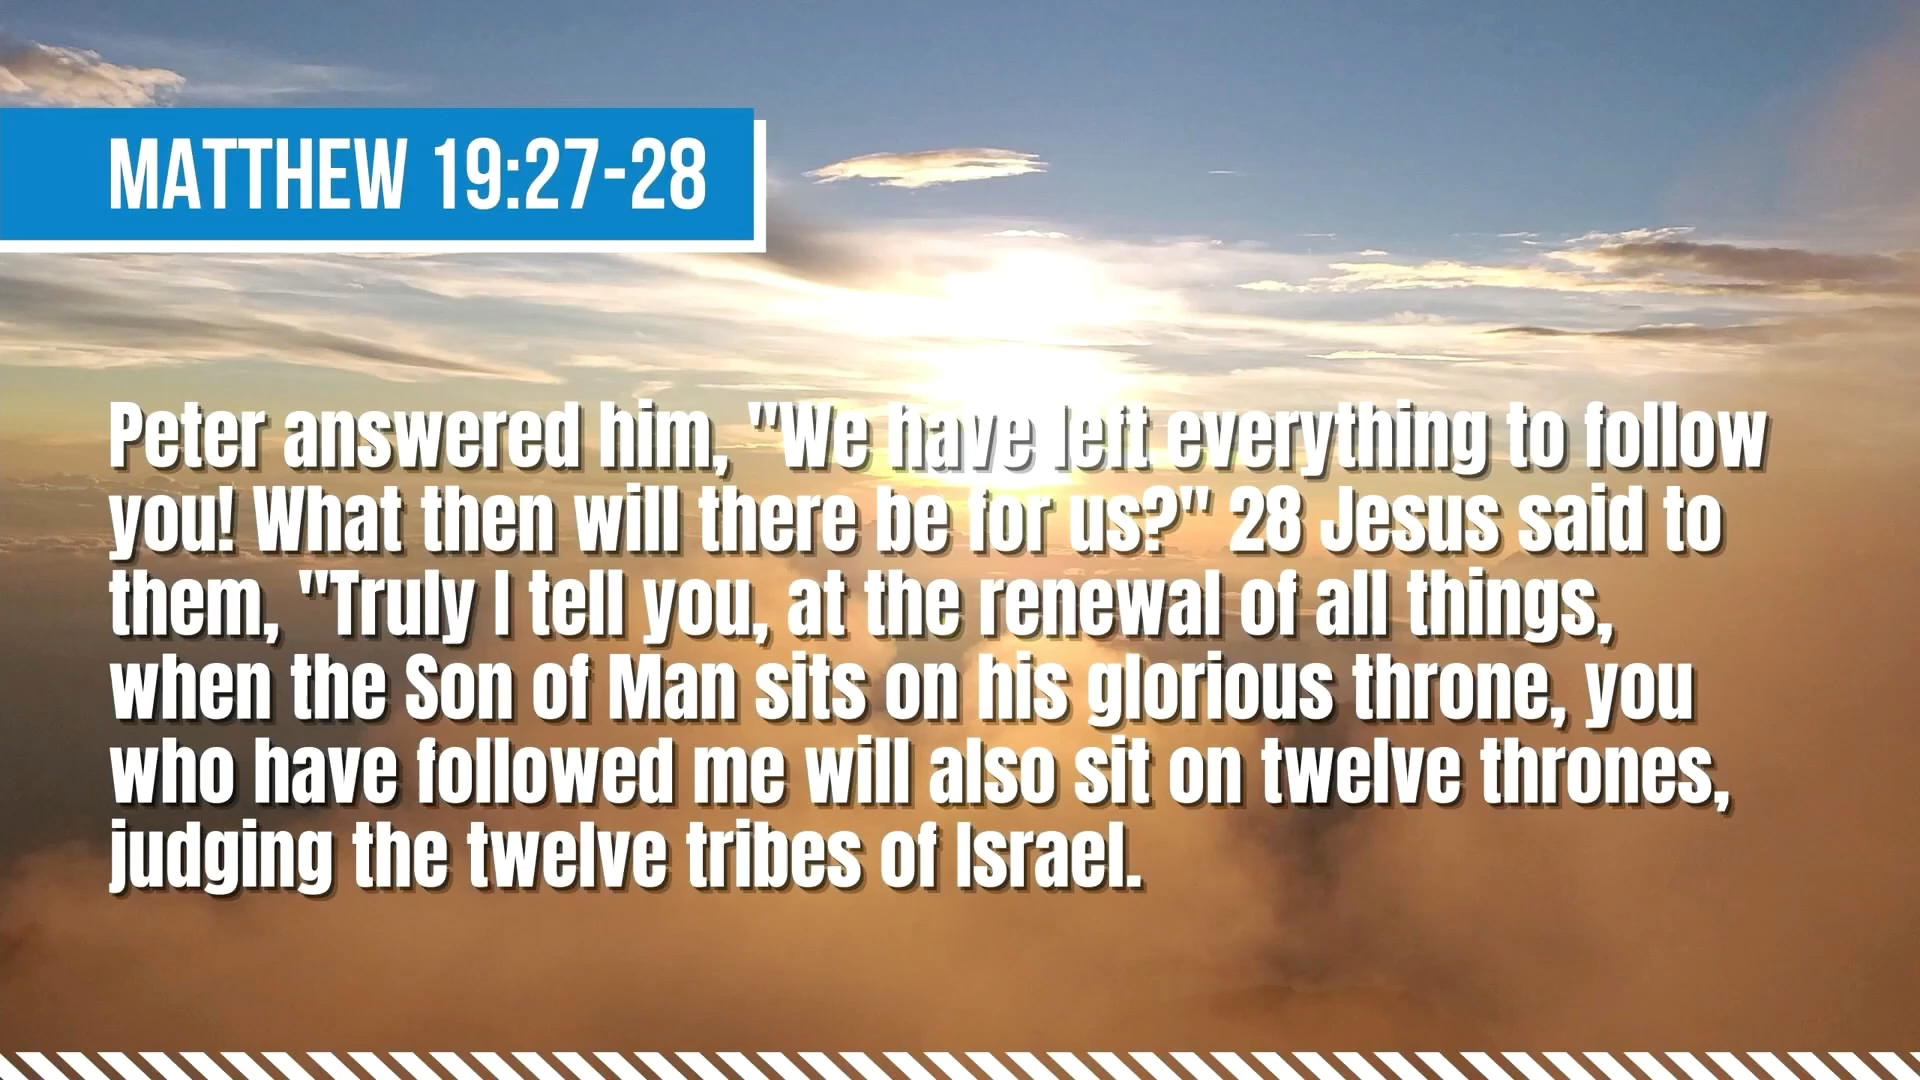 MATTHEW 19:27-28
Peter answered him, "We have left everything to follow
you! What then will there be for us?" 28 Jesus said to
them, "Truly I tell you, at the renewal of all things,
when the Son of Man sits on his glorious throne, you
who have followed me will also sit on twelve thrones,
judging the twelve tribes of Israel.